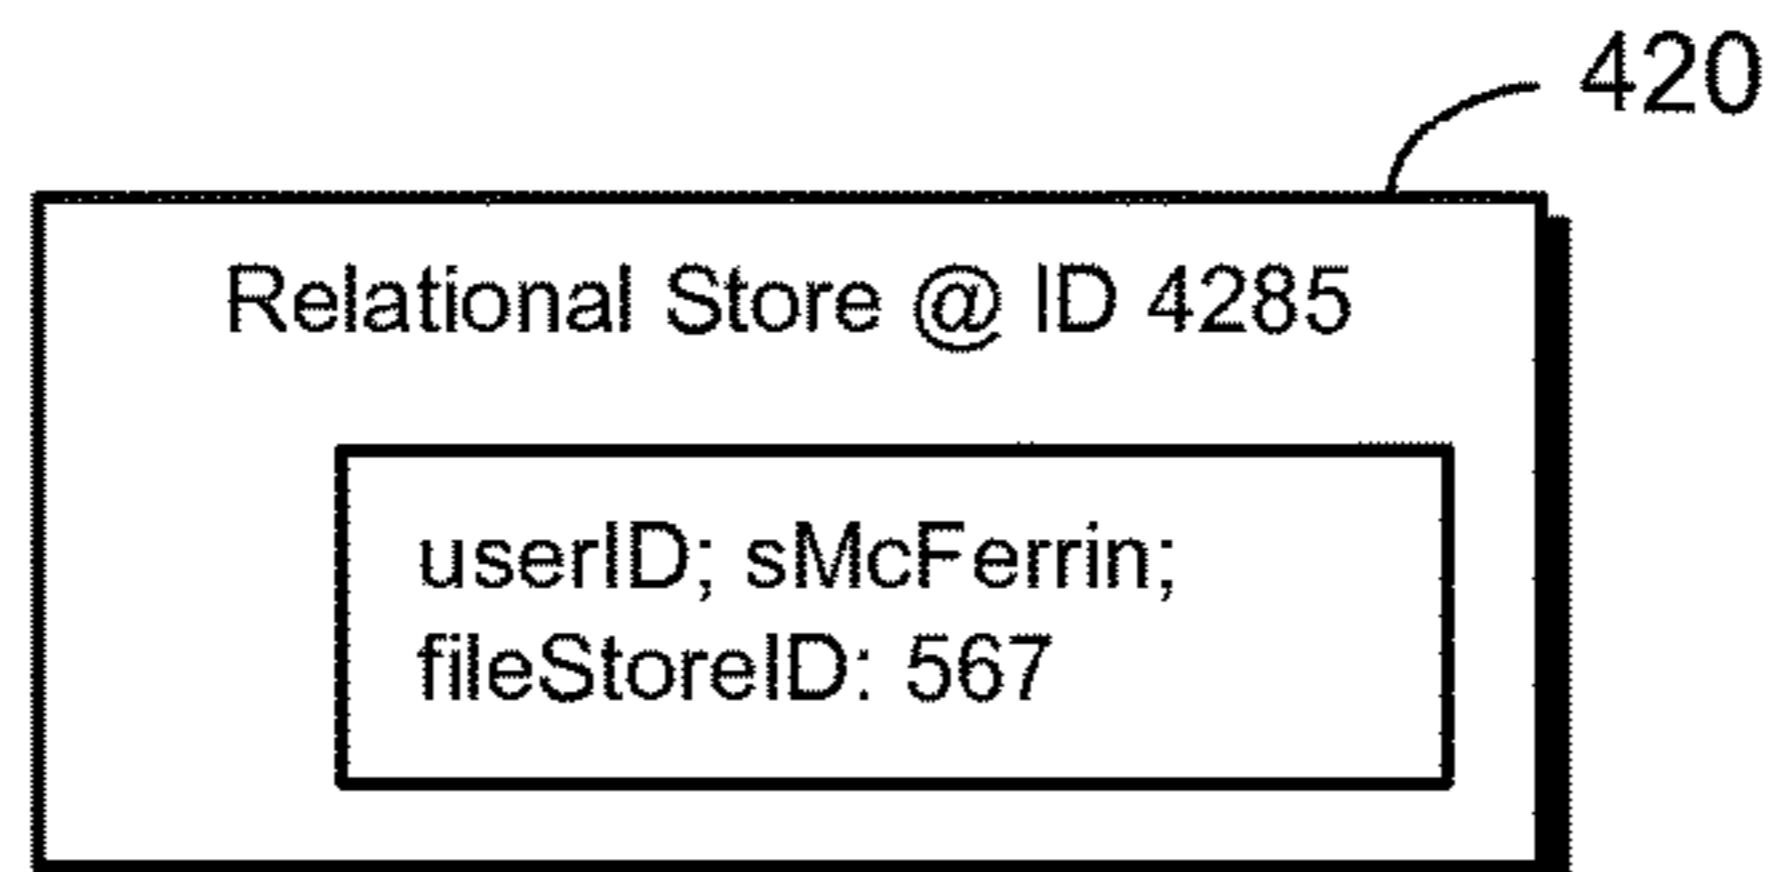 420
Relational Store @ ID 4285
userID; sMcFerrin;
fileStoreID: 567